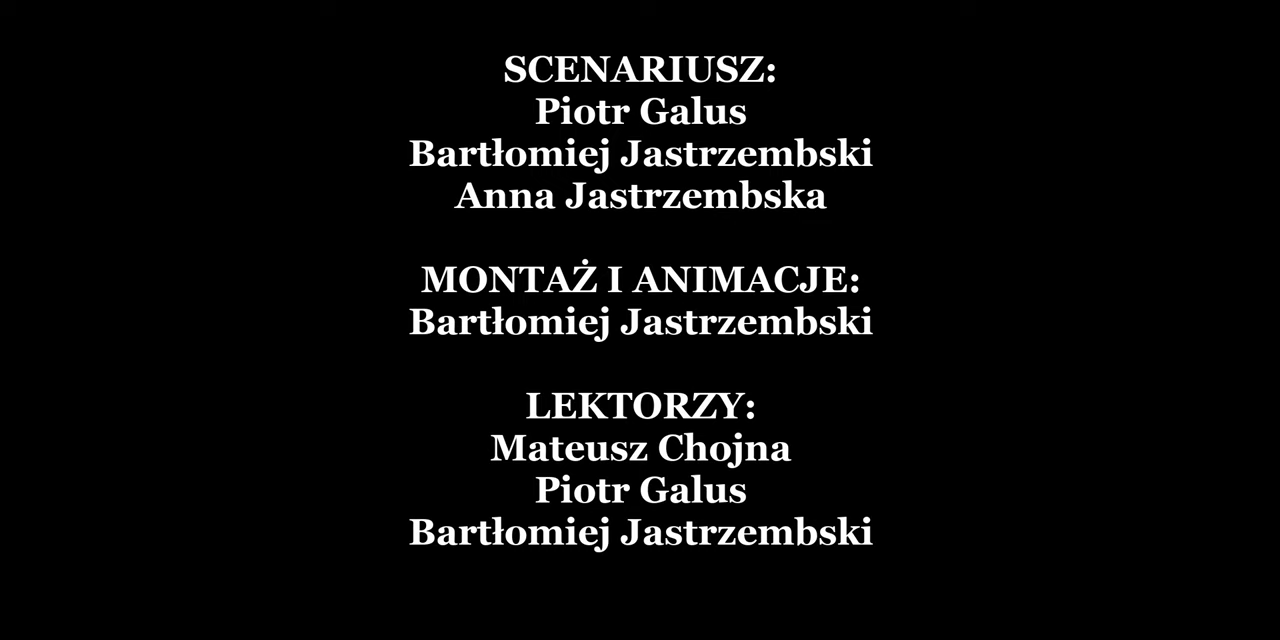 SCENARIUSZ:
Piotr Galus
Bartłomiej Jastrzembski
Anna Jastrzembska
MONTAŻ I ANIMACJE:
Bartłomiej Jastrzembski
LEKTORZY:
Mateusz Chojna
Piotr Galus
Bartłomiej Jastrzembski